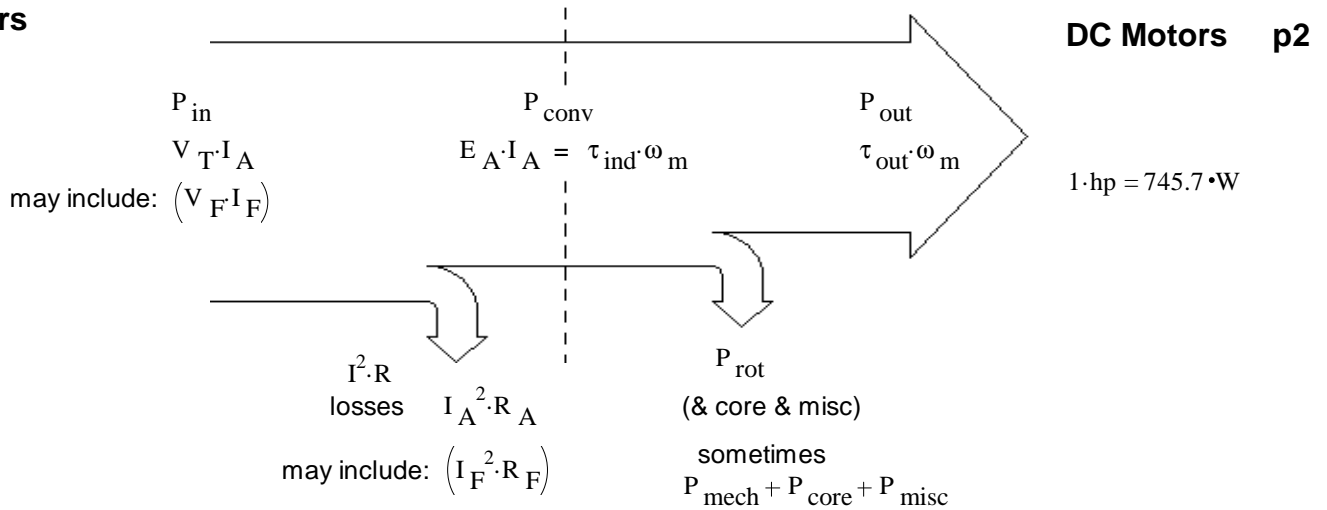 rs
DC Motors p2
P in P conv P out
V T·I A E A·I A = τ ind·ω m τ out·ω m
may include: (V F·I F) 1·hp = 745.7•W
I²·R
losses I A²·R A
may include: (I F²·R F)
P rot
(& core & misc)
sometimes
P mech + P core + P misc